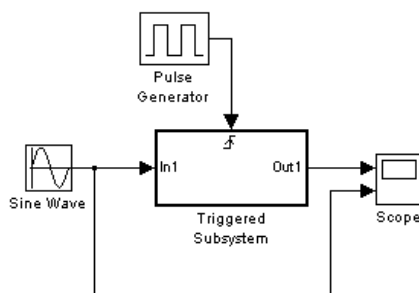 Pulse
Generator
In1
Out1
Sine Wave
Triggered
Subsystem
Scope